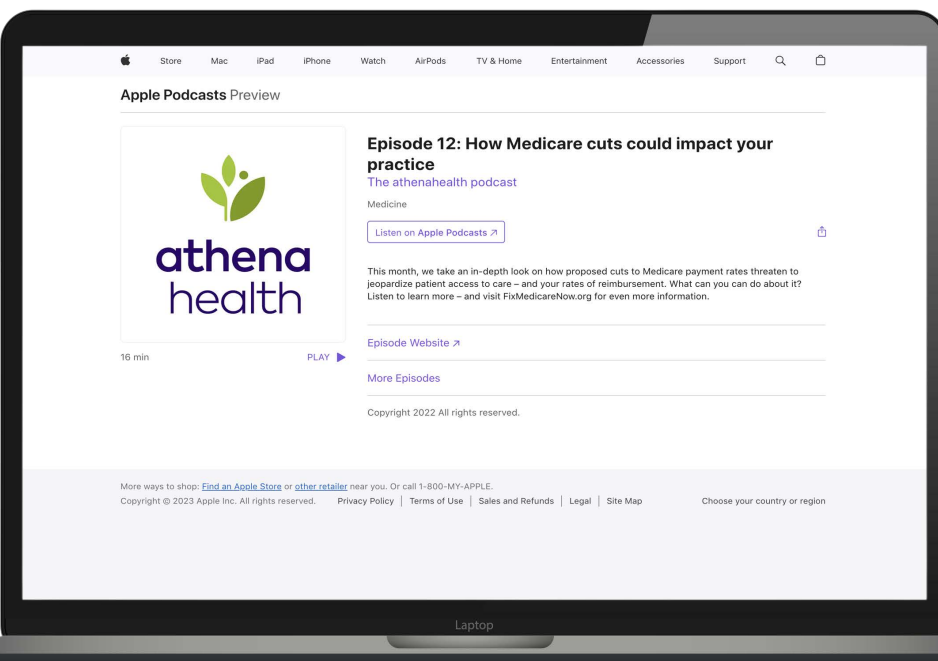 Store Mac iPad iPhone Watch AirPods TV & Home Entertainment Accessories Support
Apple Podcasts Preview
athena
health
16 min PLAY
Episode 12: How Medicare cuts could impact your
practice
The athenahealth podcast
Medicine
Listen on Apple Podcasts ↗
This month, we take an in-depth look on how proposed cuts to Medicare payment rates threaten to
jeopardize patient access to care – and your rates of reimbursement. What can you can do about it?
Listen to learn more – and visit FixMedicareNow.org for even more information.
Episode Website ↗
More Episodes
Copyright 2022 All rights reserved.
More ways to shop: Find an Apple Store or other retailer near you. Or call 1-800-MY-APPLE.
Copyright © 2023 Apple Inc. All rights reserved. Privacy Policy | Terms of Use | Sales and Refunds | Legal | Site Map Choose your country or region
Laptop